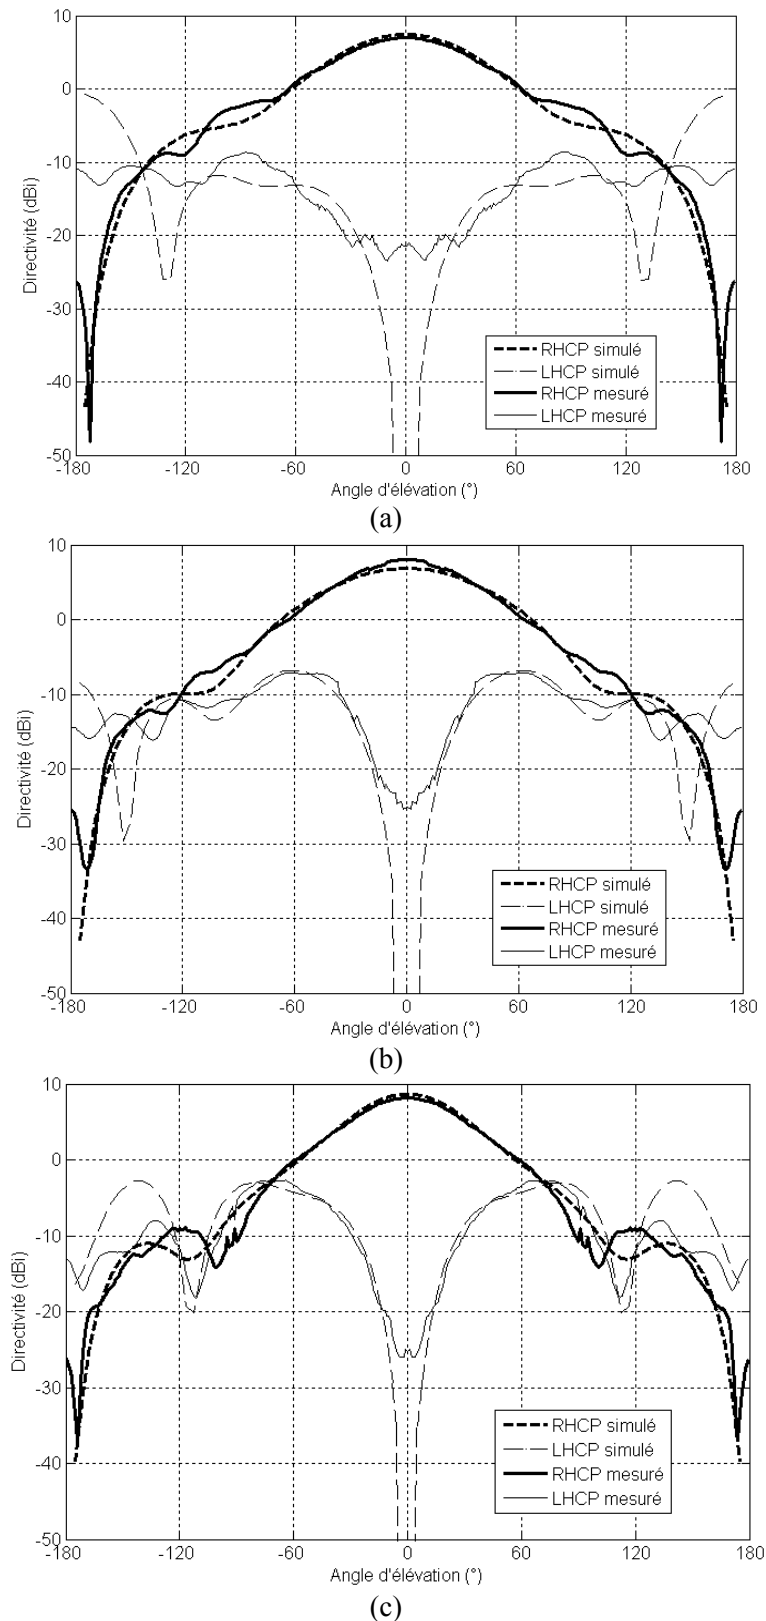 10
0
-10
-20
-30
-40
-50
Directivité (dBi)
RHCP simulé
LHCP simulé
RHCP mesuré
LHCP mesuré
-180 -120 -60 0 60 120 180
Angle d'élévation (°)
(a)
10
0
-10
-20
-30
-40
-50
Directivité (dBi)
RHCP simulé
LHCP simulé
RHCP mesuré
LHCP mesuré
-180 -120 -60 0 60 120 180
Angle d'élévation (°)
(b)
10
0
-10
-20
-30
-40
-50
Directivité (dBi)
RHCP simulé
LHCP simulé
RHCP mesuré
LHCP mesuré
-180 -120 -60 0 60 120 180
Angle d'élévation (°)
(c)